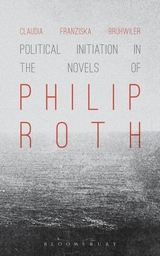 CLAUDIA FRANZISKA BRÜHWILER
POLITICAL INITIATION IN
THE NOVELS OF
PHILIP
ROTH
BLOOMSBURY